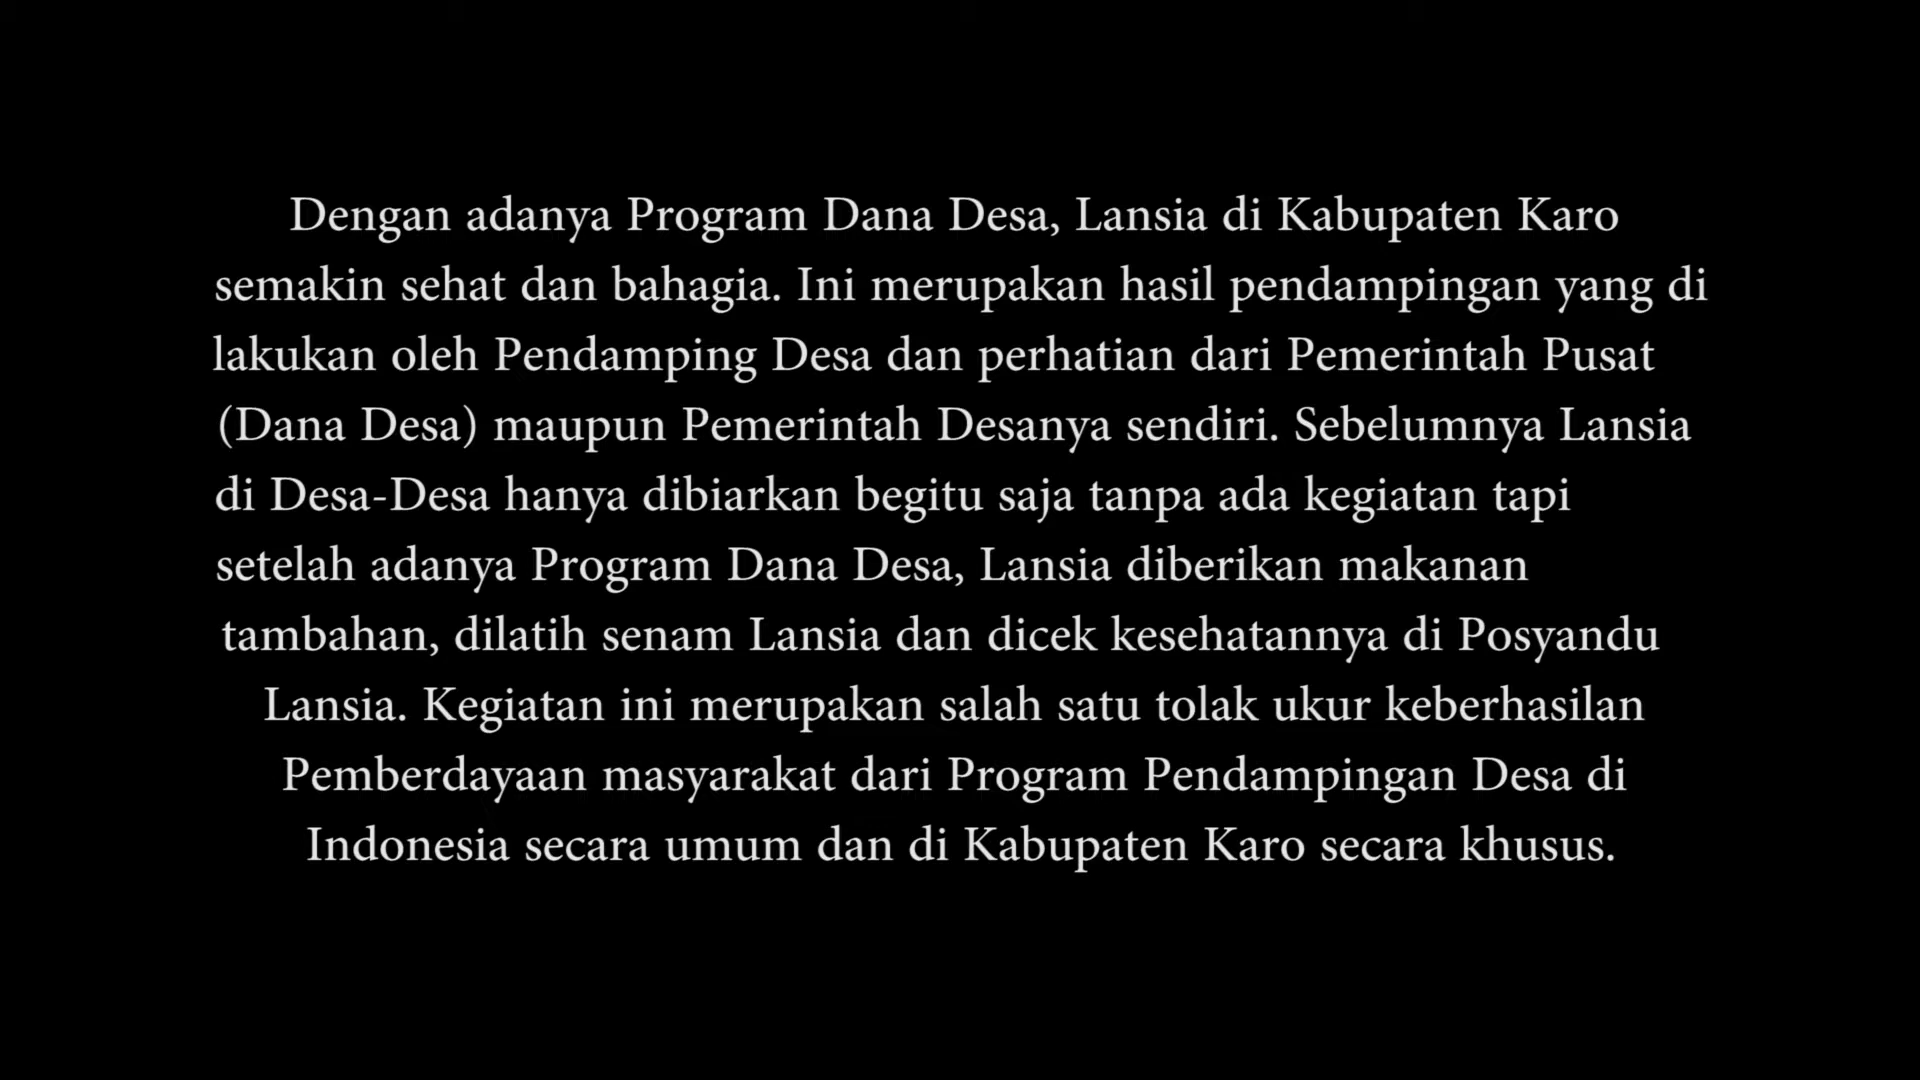 Dengan adanya Program Dana Desa, Lansia di Kabupaten Karo
semakin sehat dan bahagia. Ini merupakan hasil pendampingan yang di
lakukan oleh Pendamping Desa dan perhatian dari Pemerintah Pusat
(Dana Desa) maupun Pemerintah Desanya sendiri. Sebelumnya Lansia
di Desa-Desa hanya dibiarkan begitu saja tanpa ada kegiatan tapi
setelah adanya Program Dana Desa, Lansia diberikan makanan
tambahan, dilatih senam Lansia dan dicek kesehatannya di Posyandu
Lansia. Kegiatan ini merupakan salah satu tolak ukur keberhasilan
Pemberdayaan masyarakat dari Program Pendampingan Desa di
Indonesia secara umum dan di Kabupaten Karo secara khusus.